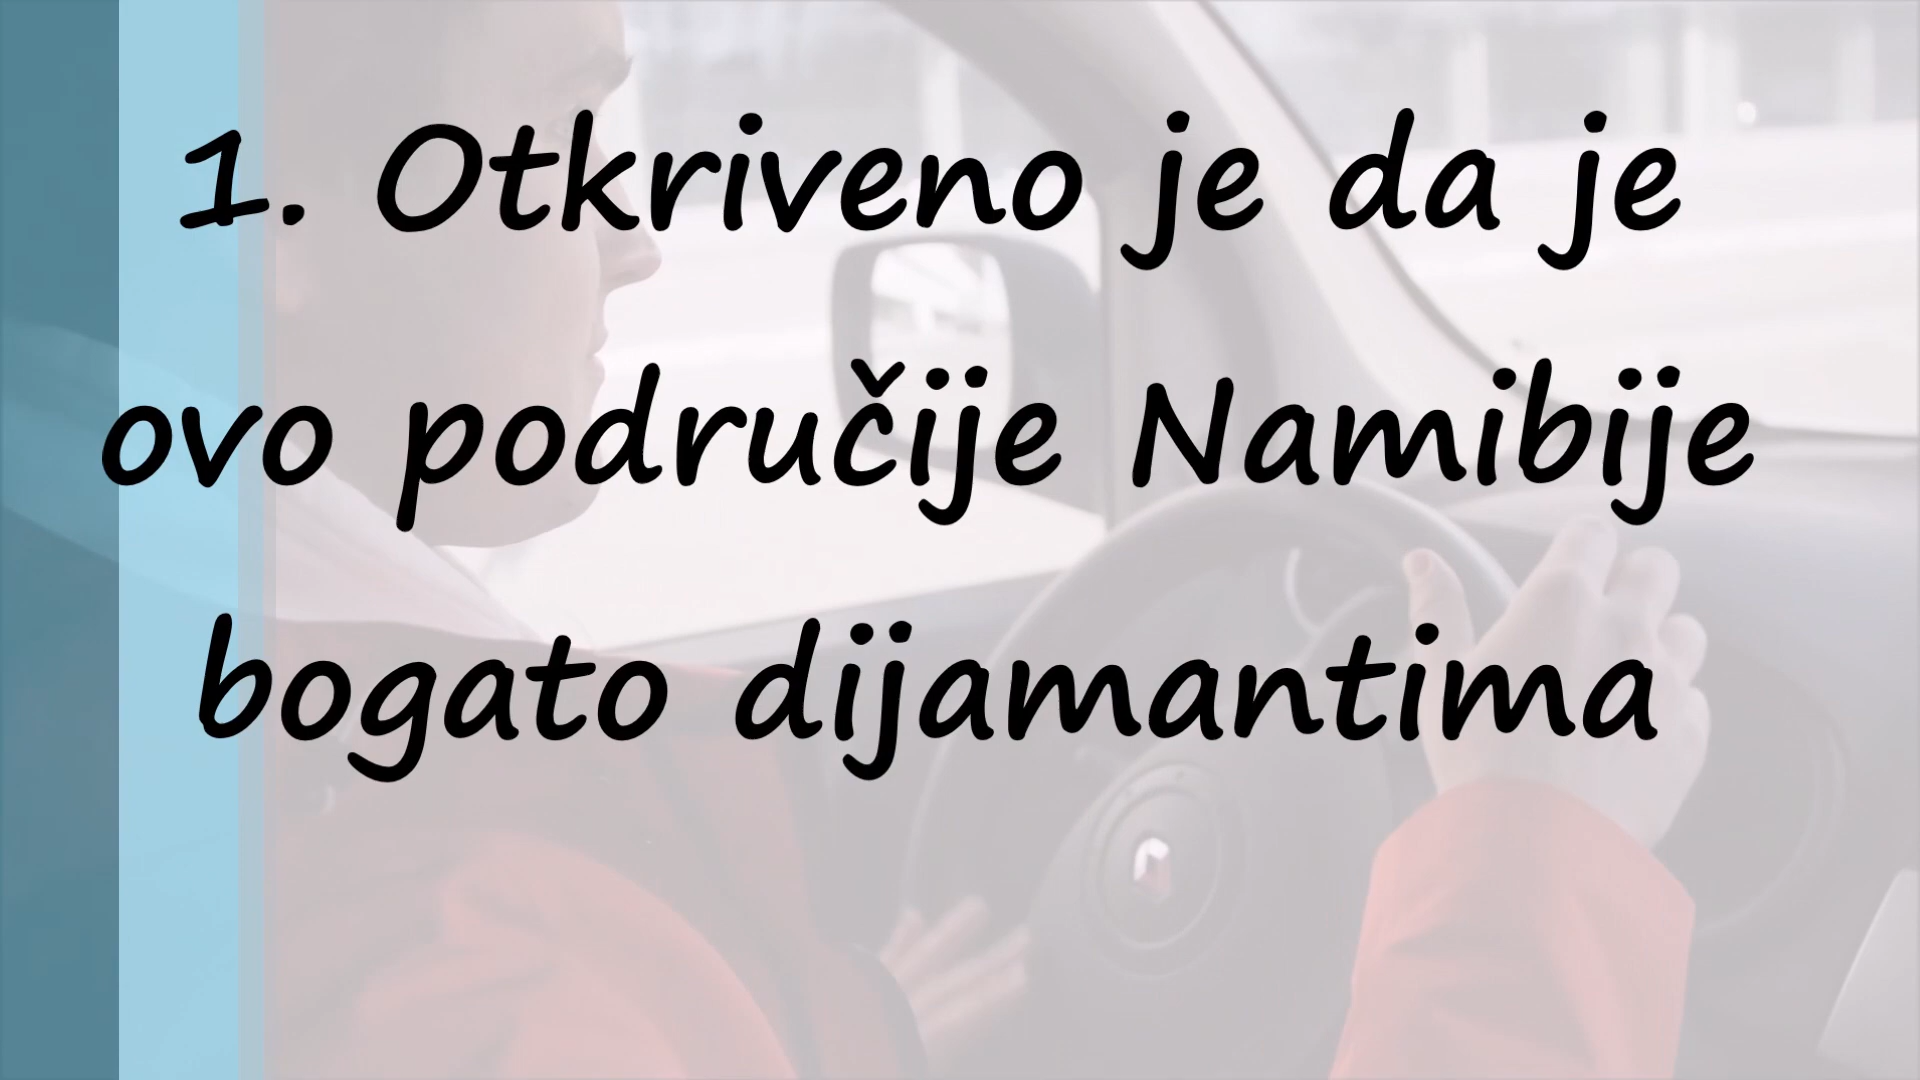 1. Otkriveno je da je
ovo područije Namibije
bogato dijamantima